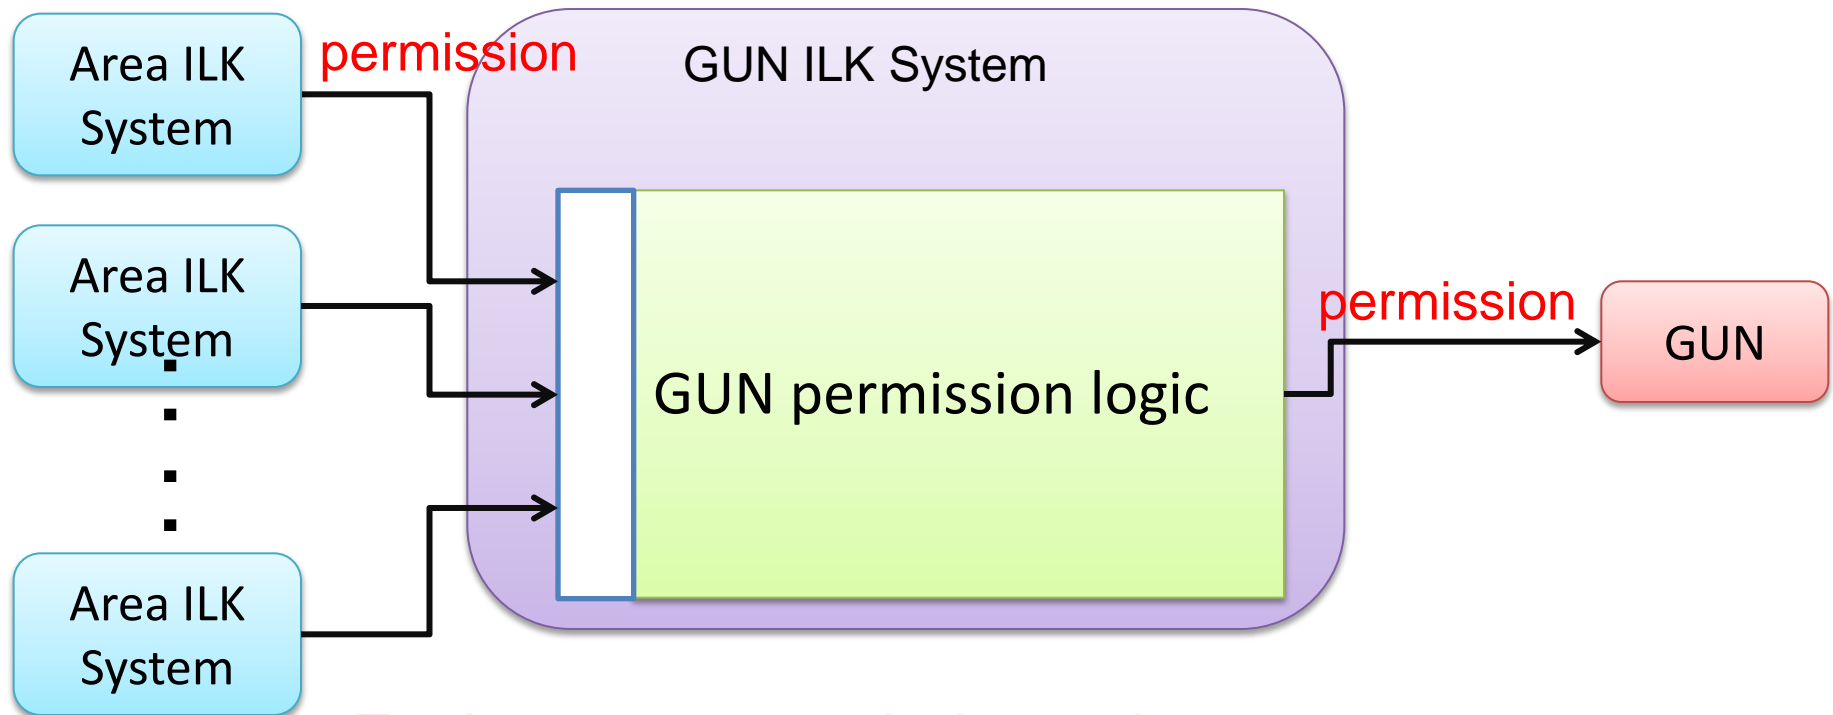 Area ILK
System
permission
GUN ILK System
Area ILK
System
GUN permission logic
permission
GUN
Area ILK
System